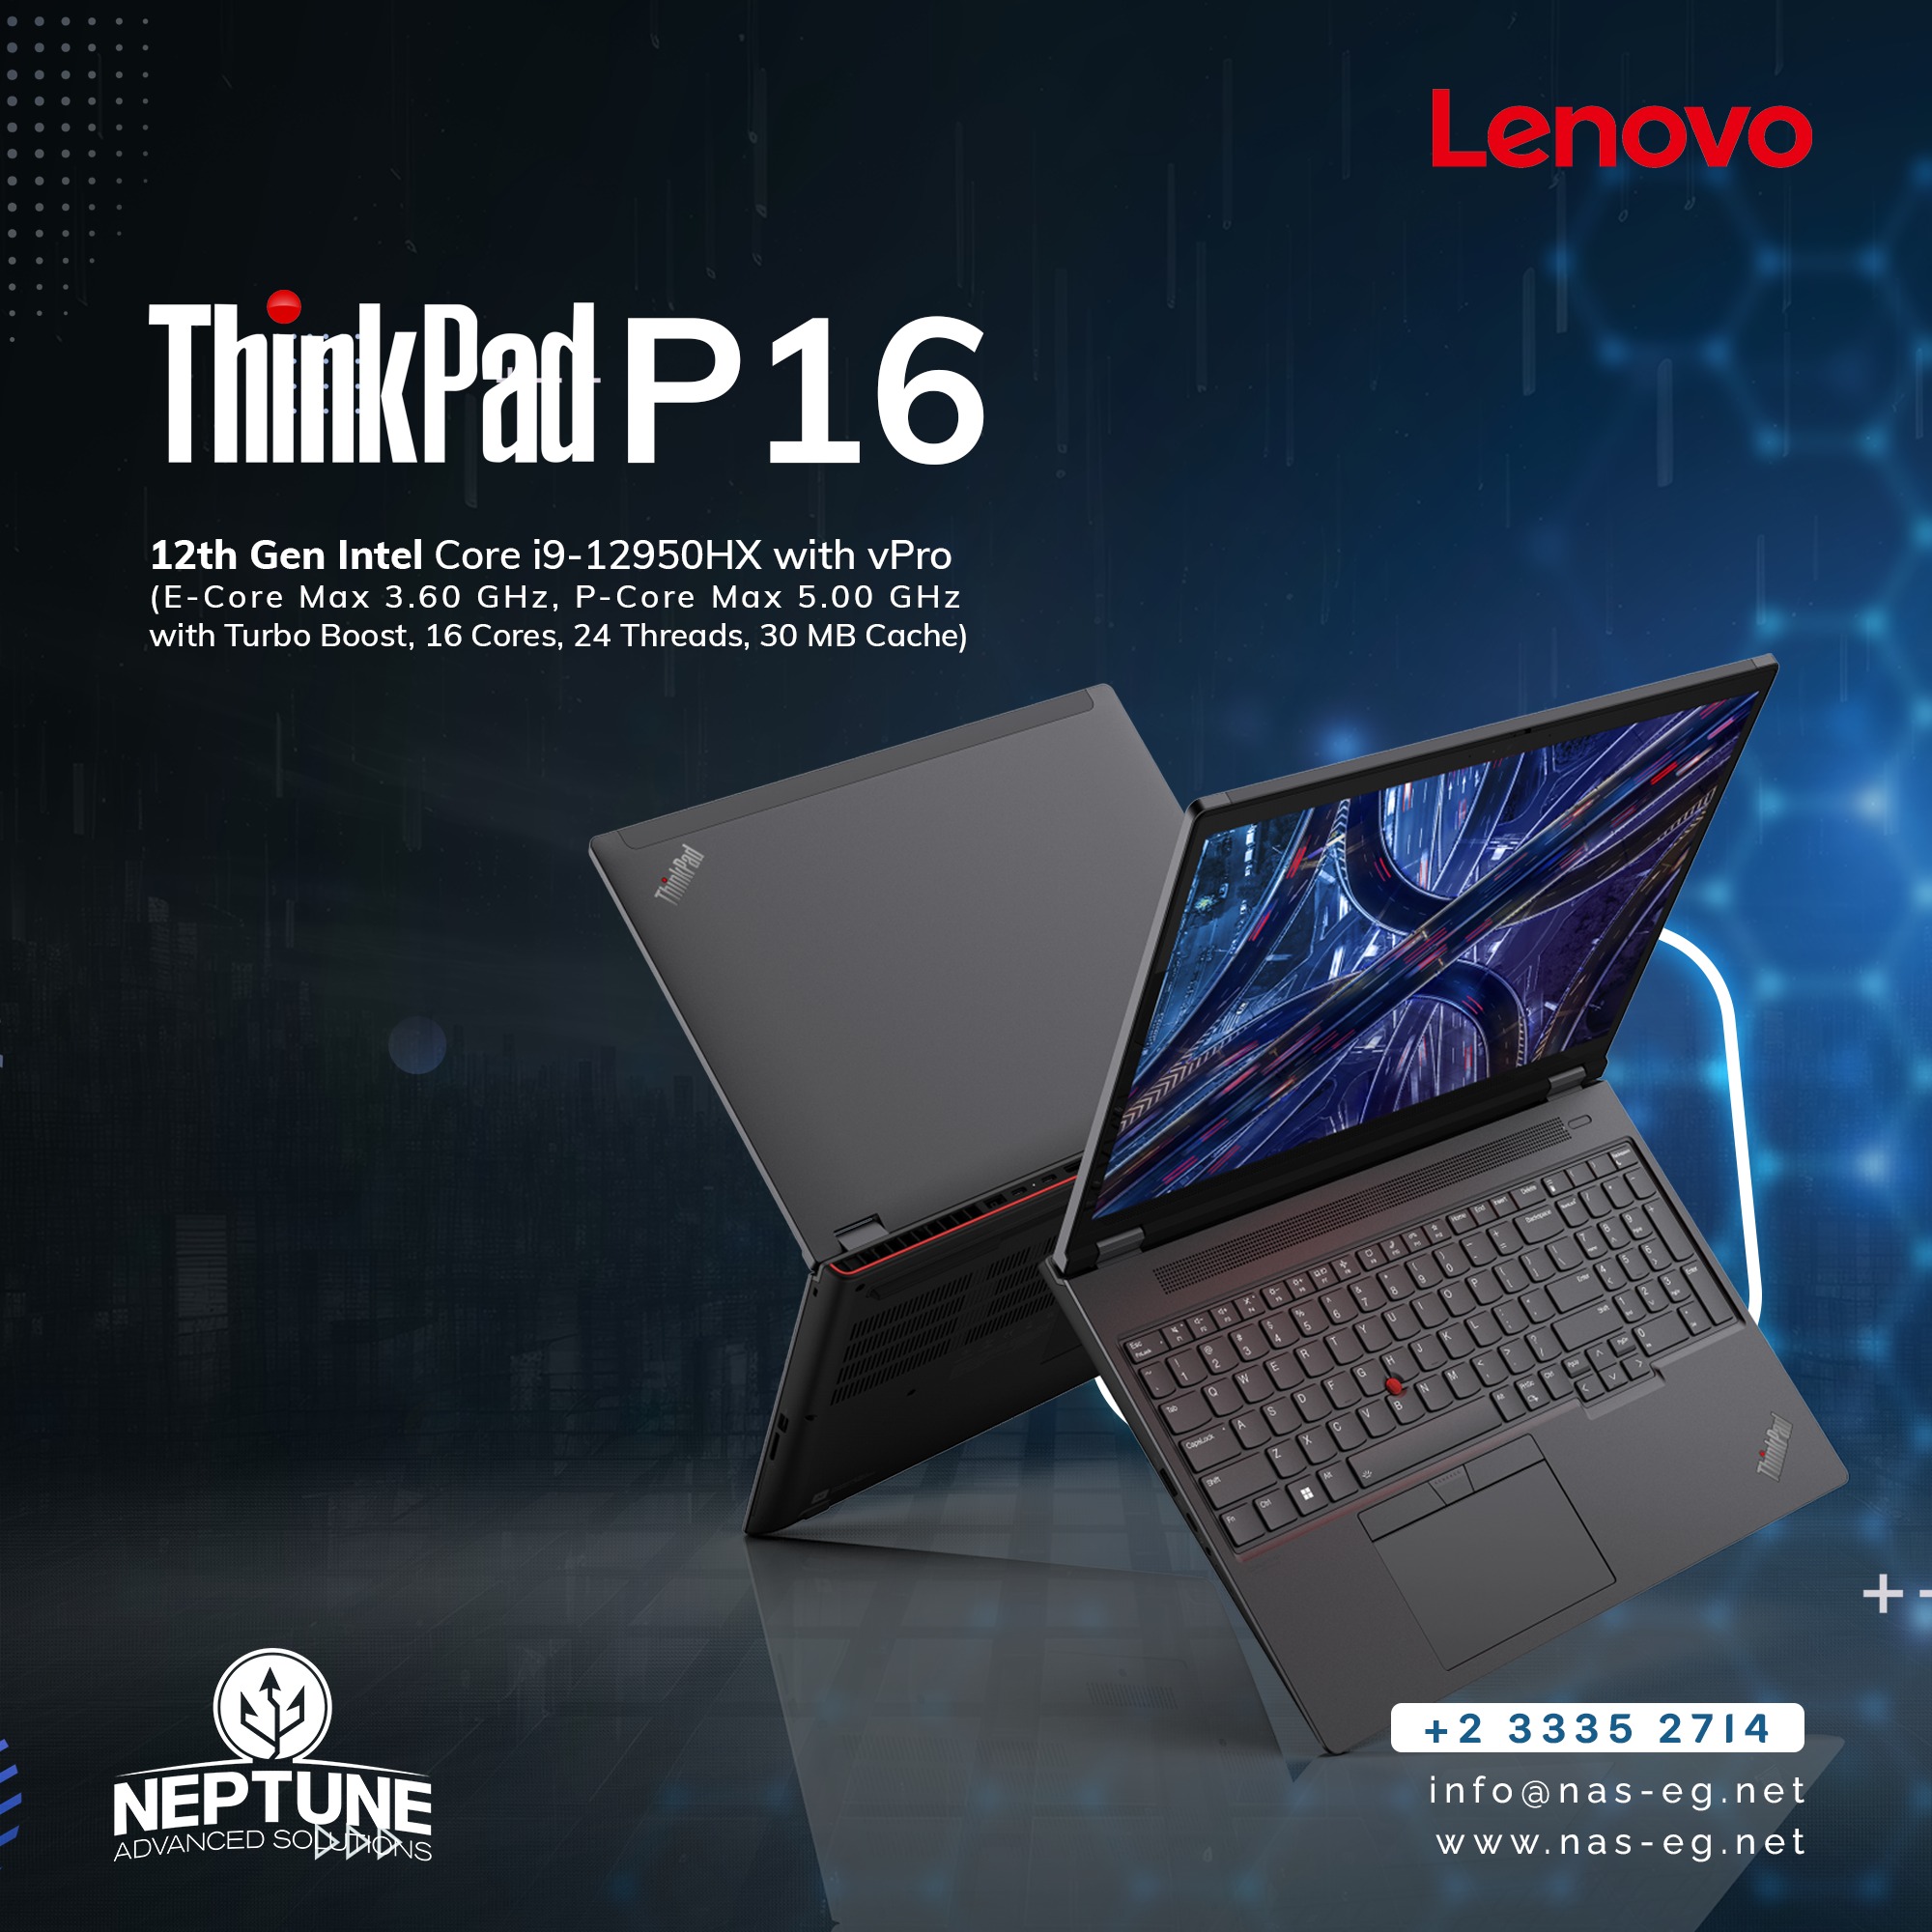 Lenovo
ThinkPad P16
12th Gen Intel Core i9-12950HX with vPro
(E-Core Max 3.60 GHz, P-Core Max 5.00 GHz
with Turbo Boost, 16 Cores, 24 Threads, 30 MB Cache)
ThinkPad
ThinkPad
NEPTUNE
ADVANCED SOLUTIONS
+2 3335 2714
info@nas-eg.net
www.nas-eg.net